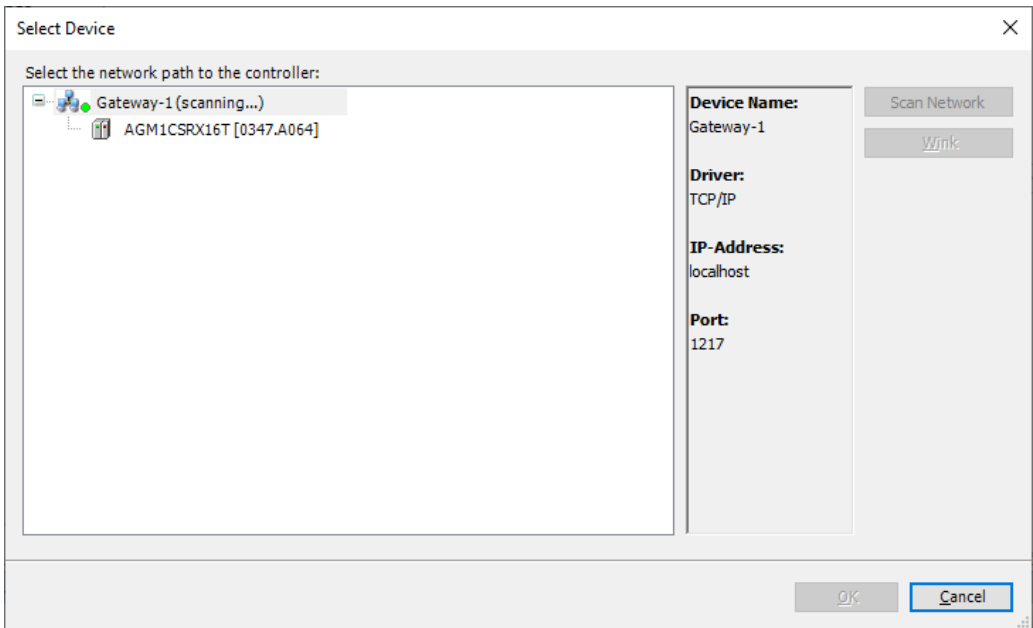 Select Device
Select the network path to the controller:
Gateway-1 (scanning...)
AGM1CSRX16T [0347.A064]
Device Name:
Gateway-1
Driver:
TCP/IP
IP-Address:
localhost
Port:
1217
Scan Network
Wink
OK
Cancel